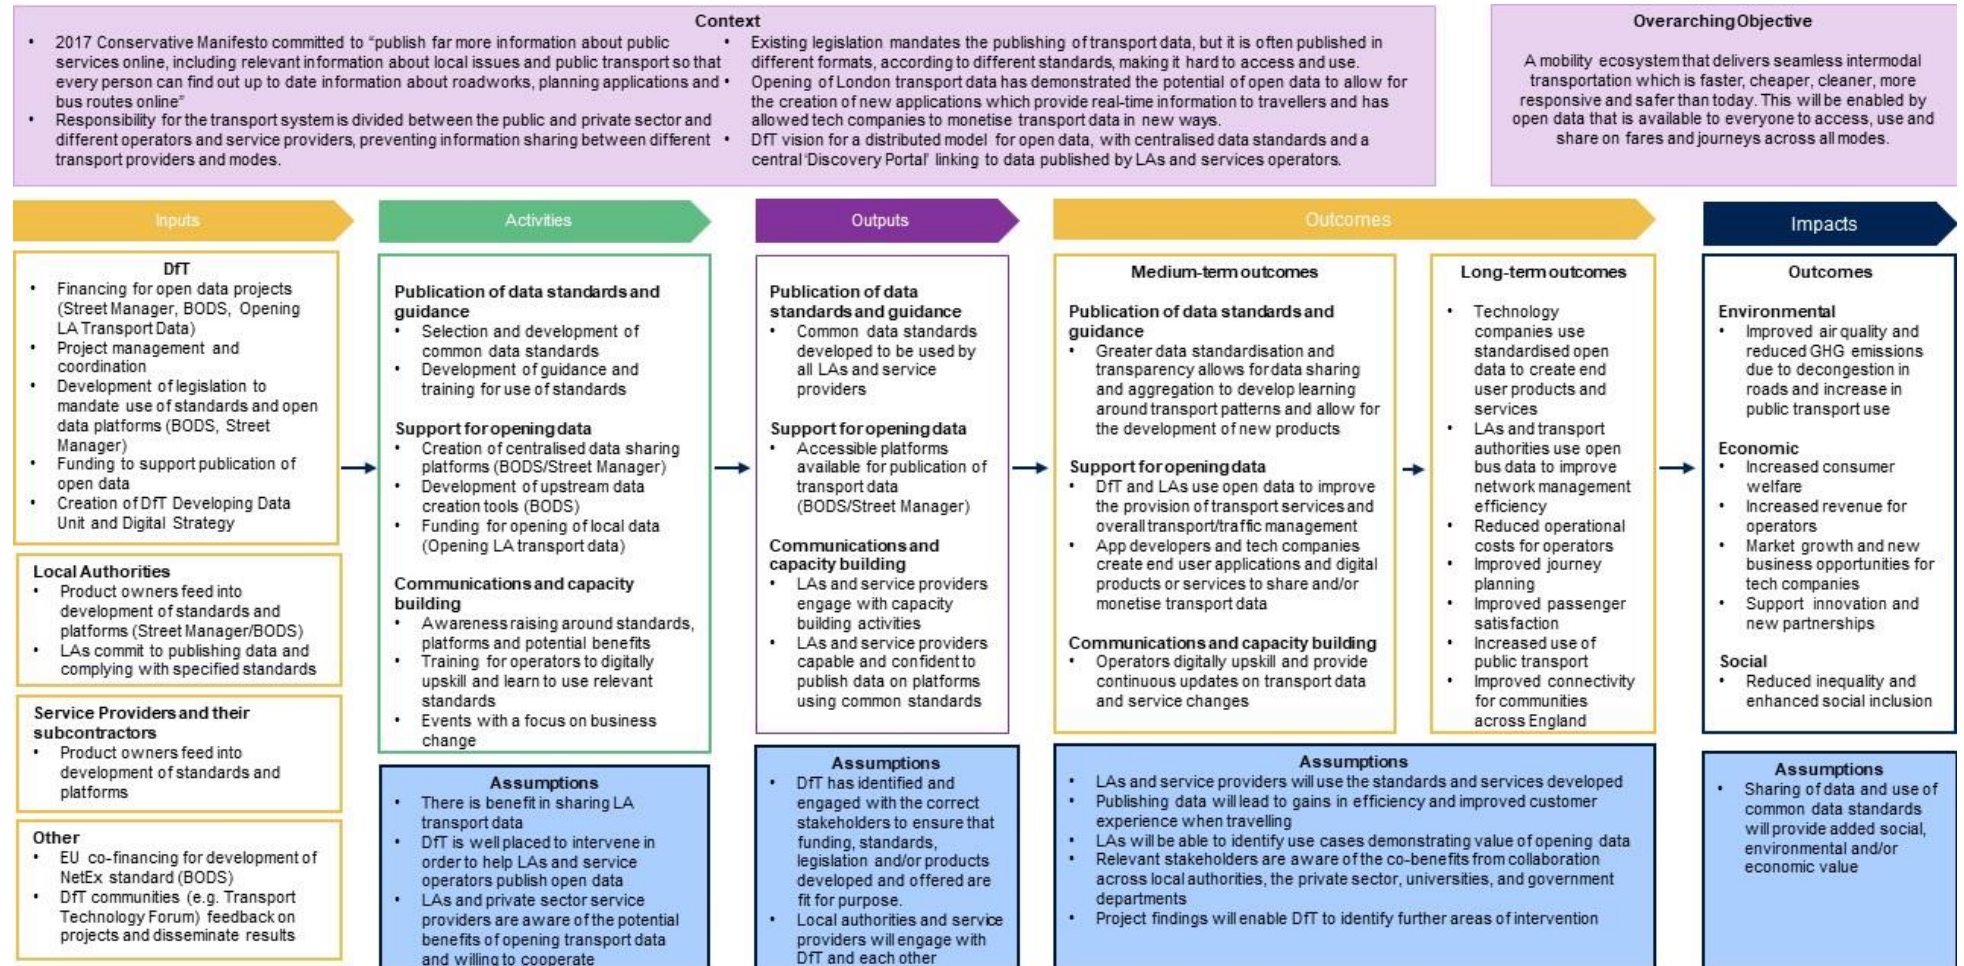 Context
• 2017 Conservative Manifesto committed to “publish far more information about public
services online, including relevant information about local issues and public transport so that
every person can find out up to date information about roadworks, planning applications and
bus routes online”
• Responsibility for the transport system is divided between the public and private sector and
different operators and service providers, preventing information sharing between different
transport providers and modes.
• Existing legislation mandates the publishing of transport data, but it is often published in
different formats, according to different standards, making it hard to access and use.
• Opening of London transport data has demonstrated the potential of open data to allow for
the creation of new applications which provide real-time information to travellers and has
allowed tech companies to monetise transport data in new ways.
• DfT vision for a distributed model for open data, with centralised data standards and a
central ‘Discovery Portal’ linking to data published by LAs and services operators.
Overarching Objective
A mobility ecosystem that delivers seamless intermodal
transportation which is faster, cheaper, cleaner, more
responsive and safer than today. This will be enabled by
open data that is available to everyone to access, use and
share on fares and journeys across all modes.
Inputs
DfT
• Financing for open data projects
(Street Manager, BODS, Opening
LA Transport Data)
• Project management and
coordination
• Development of legislation to
mandate use of standards and open
data platforms (BODS, Street
Manager)
• Funding to support publication of
open data
• Creation of DfT Developing Data
Unit and Digital Strategy
Local Authorities
• Product owners feed into
development of standards and
platforms (Street Manager/BODS)
• LAs commit to publishing data and
complying with specified standards
Service Providers and their
subcontractors
• Product owners feed into
development of standards and
platforms
Other
• EU co-financing for development of
NetEx standard (BODS)
• DfT communities (e.g. Transport
Technology Forum) feedback on
projects and disseminate results
Activities
Publication of data standards and
guidance
• Selection and development of
common data standards
• Development of guidance and
training for use of standards
Support for opening data
• Creation of centralised data sharing
platforms (BODS/Street Manager)
• Development of upstream data
creation tools (BODS)
• Funding for opening of local data
(Opening LA transport data)
Communications and capacity
building
• Awareness raising around standards,
platforms and potential benefits
• Training for operators to digitally
upskill and learn to use relevant
standards
• Events with a focus on business
change
Assumptions
• There is benefit in sharing LA
transport data
• DfT is well placed to intervene in
order to help LAs and service
operators publish open data
• LAs and private sector service
providers are aware of the potential
benefits of opening transport data
and willing to cooperate
Outputs
Publication of data
standards and guidance
• Common data standards
developed to be used by
all LAs and service
providers
Support for opening data
• Accessible platforms
available for publication of
transport data
(BODS/Street Manager)
Communications and
capacity building
• LAs and service providers
engage with capacity
building activities
• LAs and service providers
capable and confident to
publish data on platforms
using common standards
Assumptions
• DfT has identified and
engaged with the correct
stakeholders to ensure that
funding, standards,
legislation and/or products
developed and offered are
fit for purpose.
• Local authorities and service
providers will engage with
DfT and each other
Outcomes
Medium-term outcomes
Publication of data standards and
guidance
• Greater data standardisation and
transparency allows for data sharing
and aggregation to develop learning
around transport patterns and allow for
the development of new products
Support for opening data
• DfT and LAs use open data to improve
the provision of transport services and
overall transport/traffic management
• App developers and tech companies
create end user applications and digital
products or services to share and/or
monetise transport data
Communications and capacity building
• Operators digitally upskill and provide
continuous updates on transport data
and service changes
Long-term outcomes
• Technology
companies use
standardised open
data to create end
user products and
services
• LAs and transport
authorities use open
bus data to improve
network management
efficiency
• Reduced operational
costs for operators
• Improved journey
planning
• Improved passenger
satisfaction
• Increased use of
public transport
• Improved connectivity
for communities
across England
Assumptions
• LAs and service providers will use the standards and services developed
• Publishing data will lead to gains in efficiency and improved customer
experience when travelling
• LAs will be able to identify use cases demonstrating value of opening data
• Relevant stakeholders are aware of the co-benefits from collaboration
across local authorities, the private sector, universities, and government
departments
• Project findings will enable DfT to identify further areas of intervention
Impacts
Outcomes
Environmental
• Improved air quality and
reduced GHG emissions
due to decongestion in
roads and increase in
public transport use
Economic
• Increased consumer
welfare
• Increased revenue for
operators
• Market growth and new
business opportunities for
tech companies
• Support innovation and
new partnerships
Social
• Reduced inequality and
enhanced social inclusion
Assumptions
• Sharing of data and use of
common data standards
will provide added social,
environmental and/or
economic value